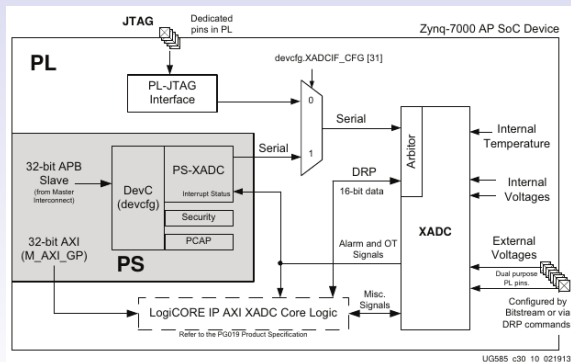 JTAG
Dedicated
pins in PL
Zynq-7000 AP SoC Device
PL
devcfg.XADCIF_CFG [31]
PL-JTAG
Interface
0
1
Serial
Serial
32-bit APB
Slave
(from Master
Interconnect)
DevC
(devcfg)
PS-XADC
Interrupt Status
Security
PCAP
32-bit AXI
(M_AXI_GP)
PS
DRP
16-bit data
Arbitor
XADC
Internal
Temperature
Internal
Voltages
External
Voltages
Dual purpose
PL pins.
Configured by
Bitstream or via
DRP commands
Alarm and OT
Signals
Misc.
Signals
LogiCORE IP AXI XADC Core Logic
Refer to the PG019 Product Specification
UG585_c30_10_021913